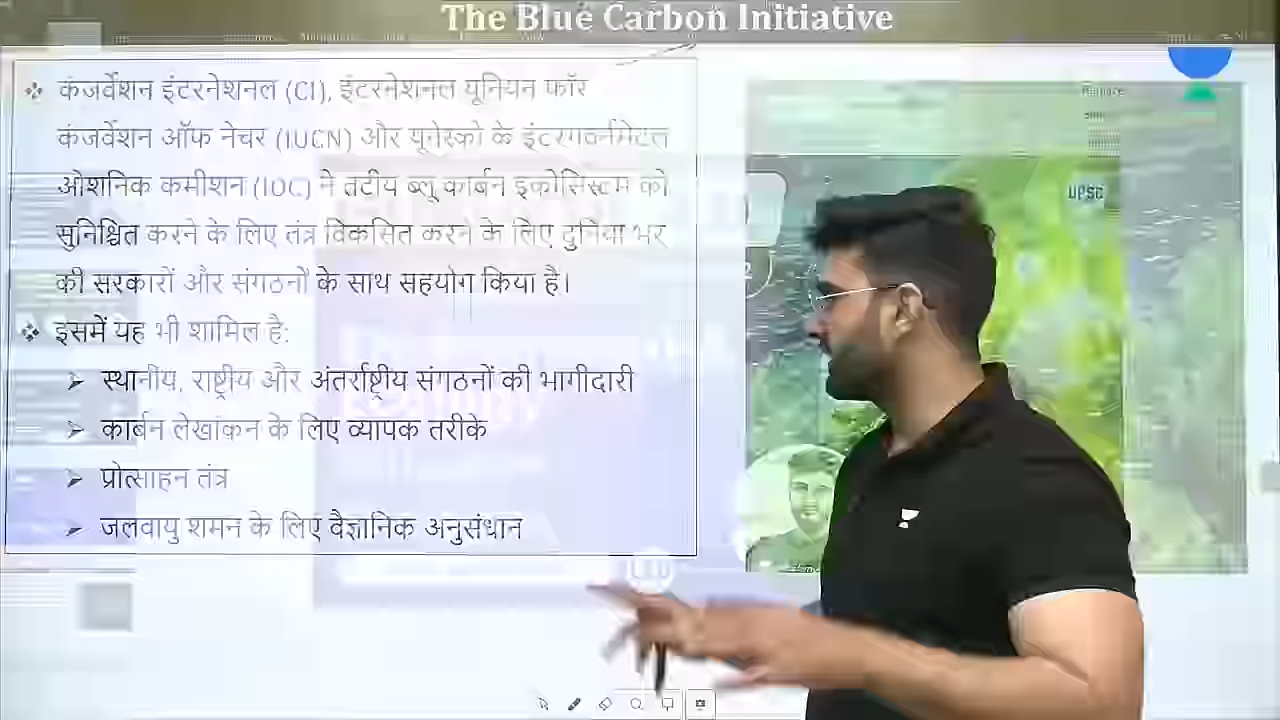 The Blue Carbon Initiative
कंजर्वेशन इंटरनेशनल (CI), इंटरनेशनल यूनियन फॉर
कंजर्वेशन ऑफ नेचर (IUCN) और यूनेस्को के इंटरगवर्नमेंटल
ओशनिक कमीशन (IOC) ने तटीय ब्लू कार्बन इकोसिस्टम को
सुनिश्चित करने के लिए तंत्र विकसित करने के लिए दुनिया भर
की सरकारों और संगठनों के साथ सहयोग किया है।
इसमें यह भी शामिल है:
स्थानीय, राष्ट्रीय और अंतर्राष्ट्रीय संगठनों की भागीदारी
कार्बन लेखांकन के लिए व्यापक तरीके
प्रोत्साहन तंत्र
जलवायु शमन के लिए वैज्ञानिक अनुसंधान
UPSC